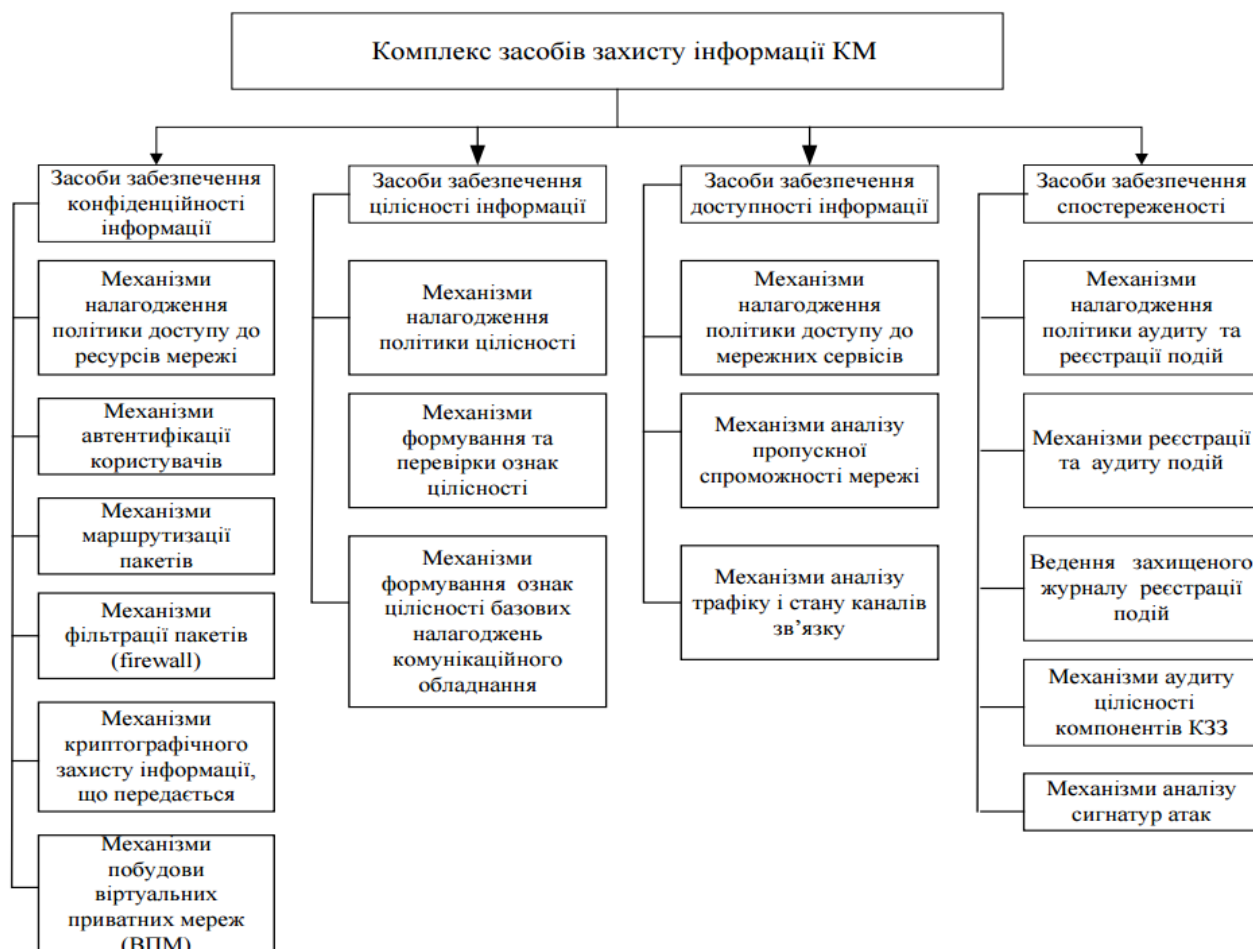 Комплекс засобів захисту інформації КМ
Засоби забезпечення
конфіденційності
інформації
Механізми
налагодження
політики доступу до
ресурсів мережі
Механізми
автентифікації
користувачів
Механізми
маршрутизації
пакетів
Механізми
фільтрації пакетів
(firewall)
Механізми
криптографічного
захисту інформації,
що передається
Механізми
побудови
віртуальних
приватних мереж
(ВПМ)
Засоби забезпечення
цілісності інформації
Механізми
налагодження
політики цілісності
Механізми
формування та
перевірки ознак
цілісності
Механізми
формування ознак
цілісності базових
налагоджень
комунікаційного
обладнання
Засоби забезпечення
доступності інформації
Механізми
налагодження
політики доступу до
мережних сервісів
Механізми аналізу
пропускної
спроможності мережі
Механізми аналізу
трафіку і стану каналів
зв’язку
Засоби забезпечення
спостереженості
Механізми
налагодження
політики аудиту та
реєстрації подій
Механізми реєстрації
та аудиту подій
Ведення захищеного
журналу реєстрації
подій
Механізми аудиту
цілісності
компонентів КЗЗ
Механізми аналізу
сигнатур атак